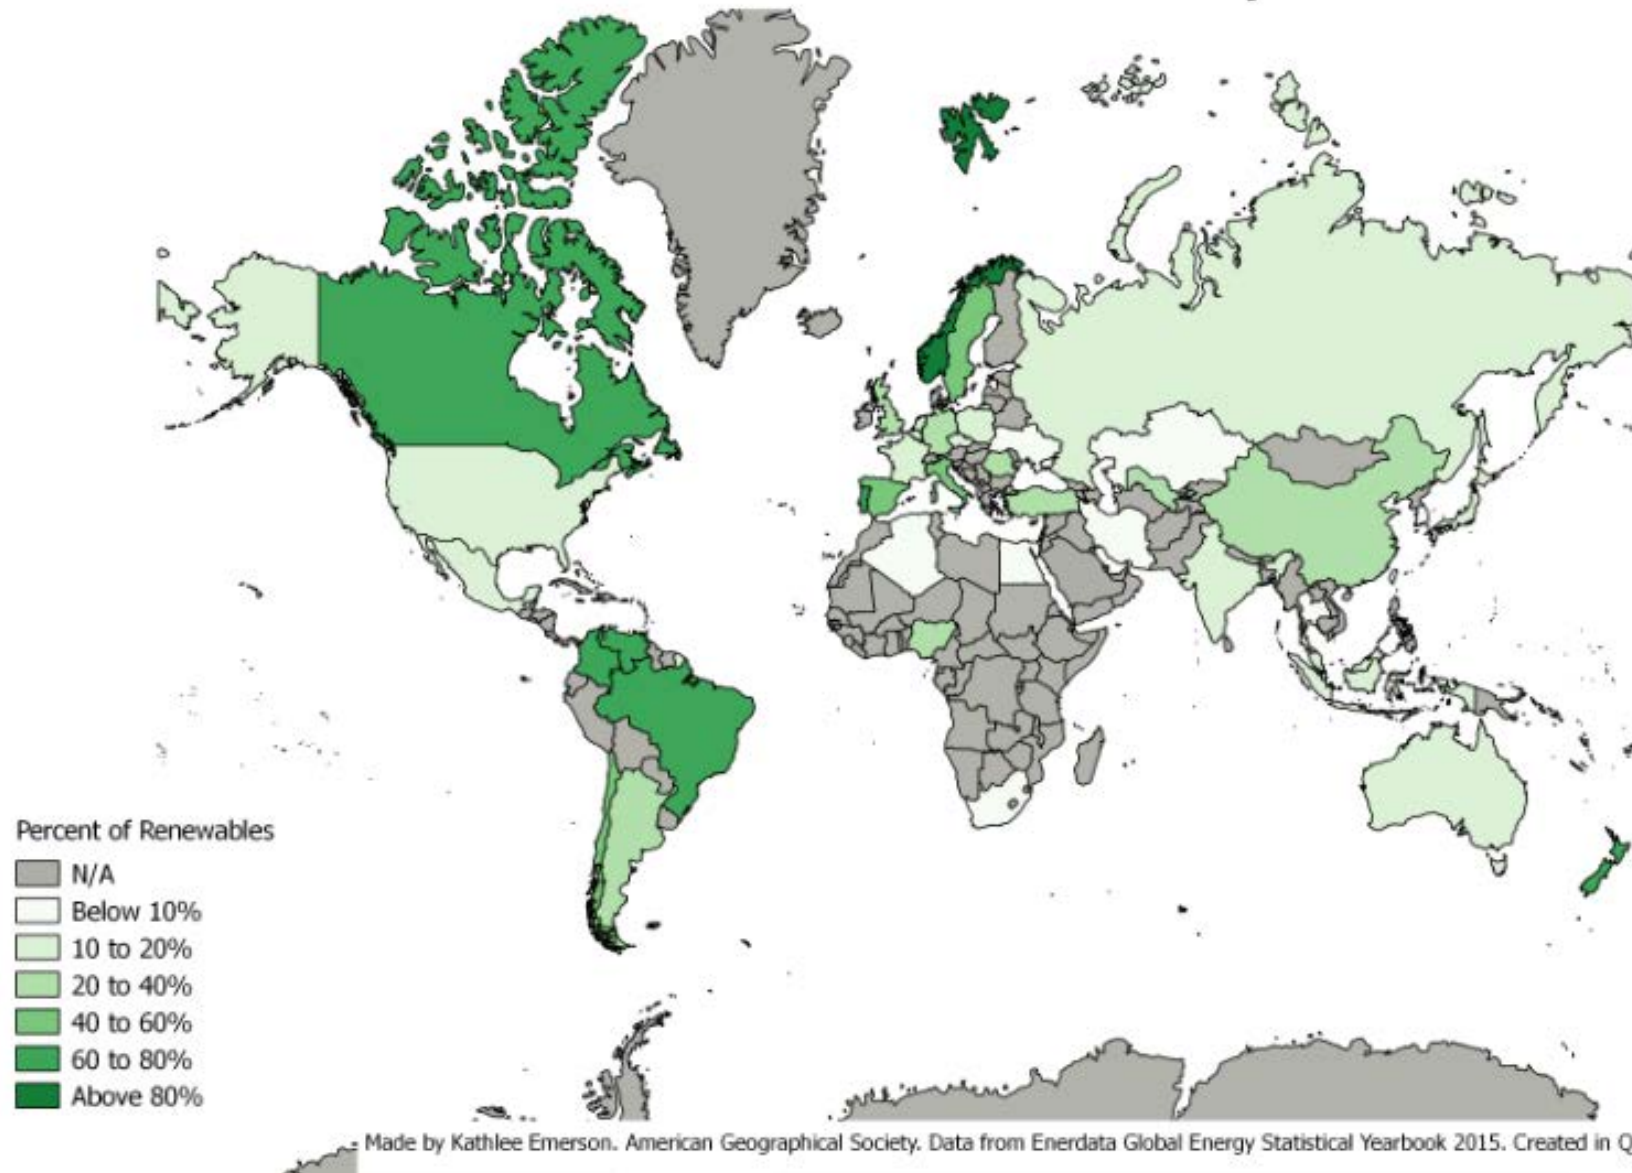 Percent of Renewables
N/A
Below 10%
10 to 20%
20 to 40%
40 to 60%
60 to 80%
Above 80%
Made by Kathlee Emerson. American Geographical Society. Data from Enerdata Global Energy Statistical Yearbook 2015. Created in Q